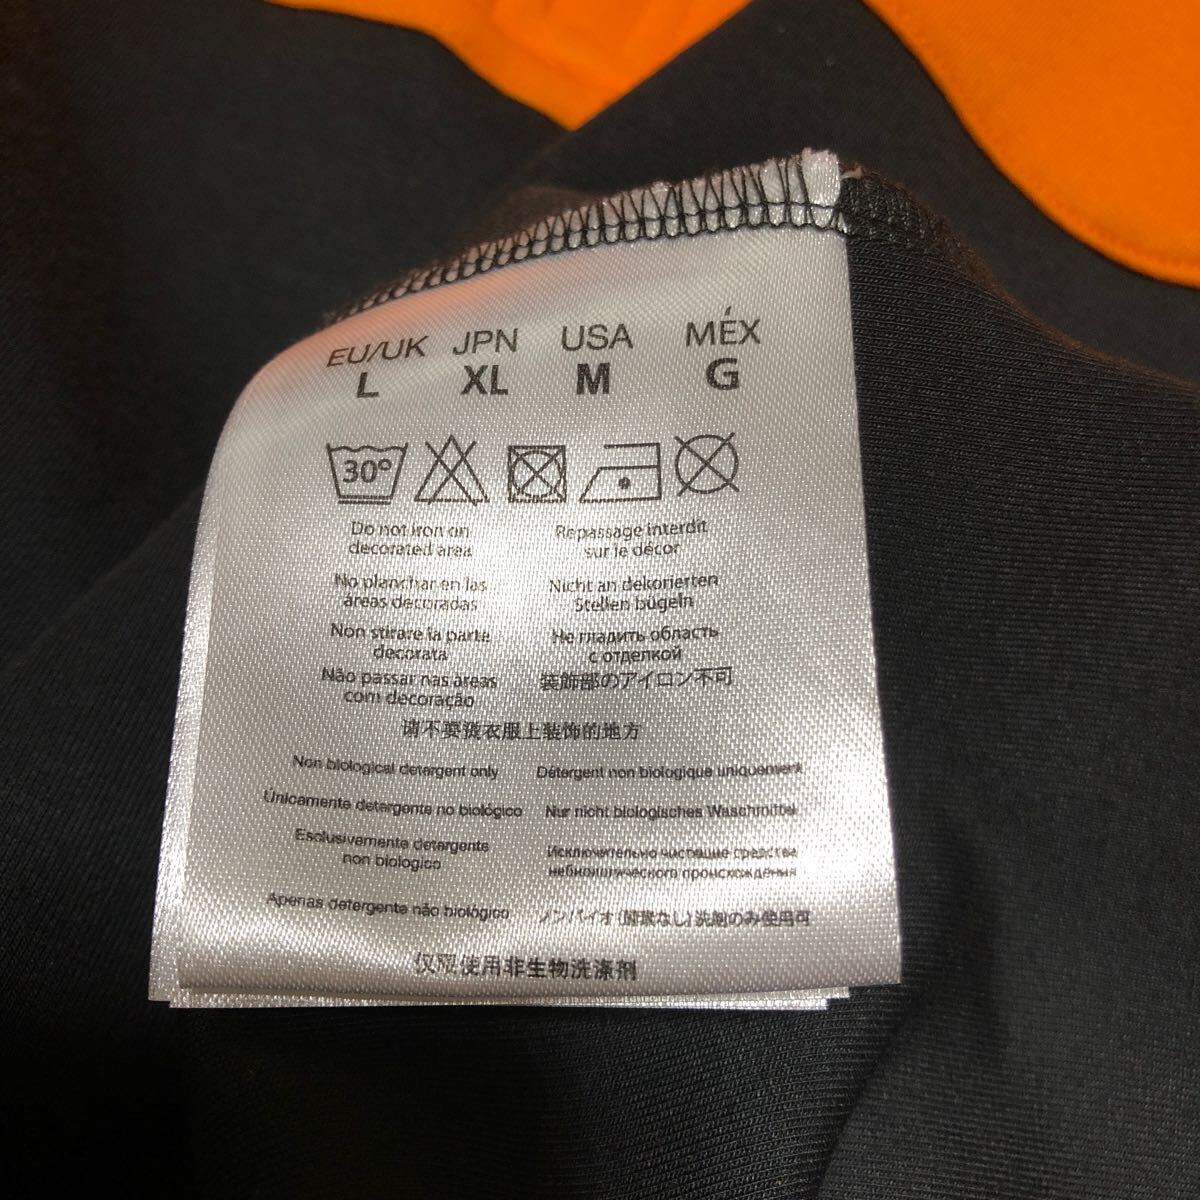 EU/UK JPN USA MÉX
L XL M G
30°
Do not iron on
decorated area
Repassage interdit
sur le décor
No planchar en las
áreas decoradas
Nicht an dekorierten
Stellen bügeln
Non stirare la parte
decorata
Не гладить область
с отделкой
Não passar nas áreas
com decoração
装飾部のアイロン不可
请不要烫衣服上装饰的地方
Non biological detergent only
Détergent non biologique uniquement
Únicamente detergente no biológico
Nur nicht biologisches Waschmittel
Esclusivamente detergente
non biologico
Исключительно чистящие средства
небиологического происхождения
Apenas detergente não biológico
ノンバイオ(酵素なし)洗剤のみ使用可
仅限使用非生物洗涤剂